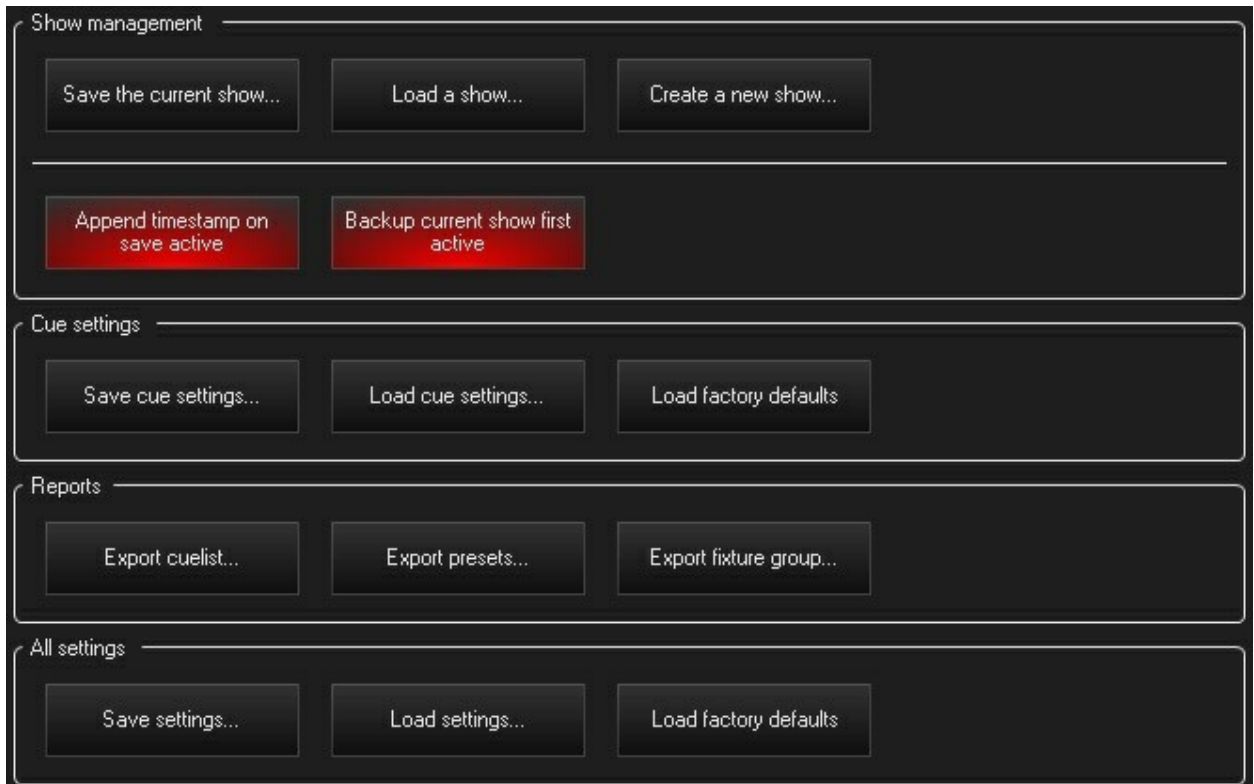 Show management
Save the current show...
Load a show...
Create a new show...
Append timestamp on
save active
Backup current show first
active
Cue settings
Save cue settings...
Load cue settings...
Load factory defaults
Reports
Export cuelist...
Export presets...
Export fixture group...
All settings
Save settings...
Load settings...
Load factory defaults